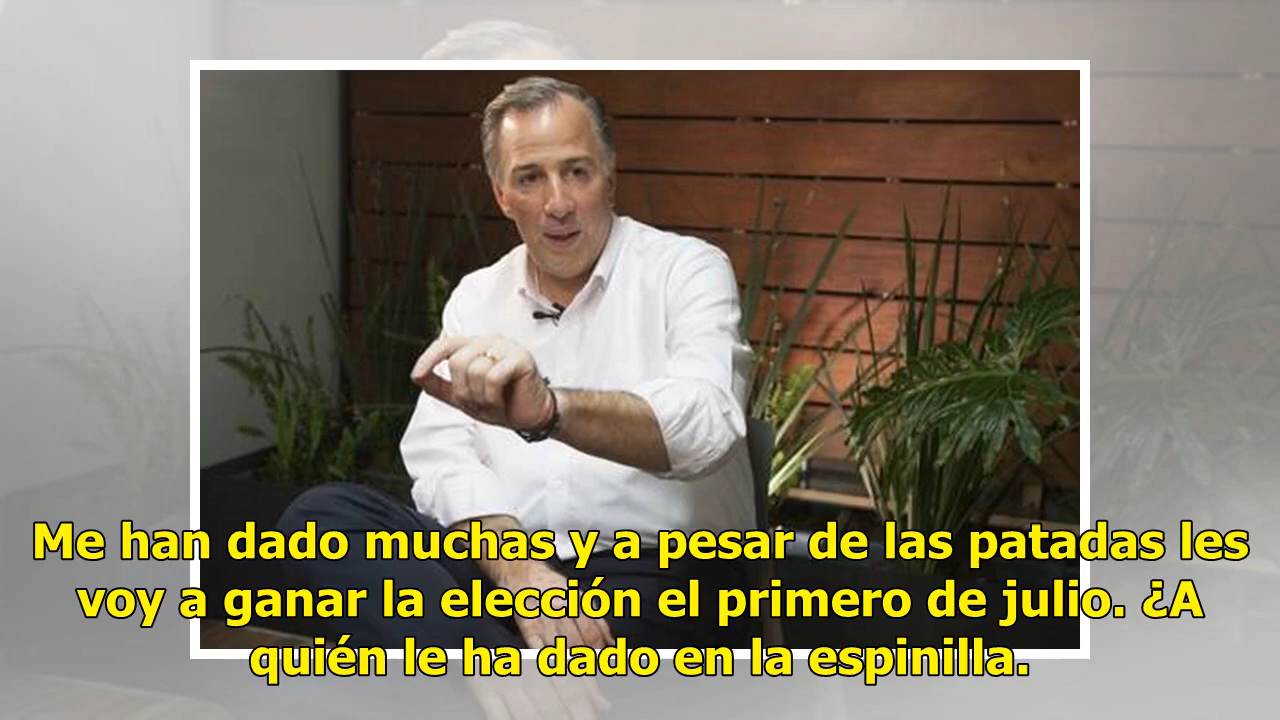 Me han dado muchas y a pesar de las patadas les
voy a ganar la elección el primero de julio. ¿A
quién le ha dado en la espinilla.